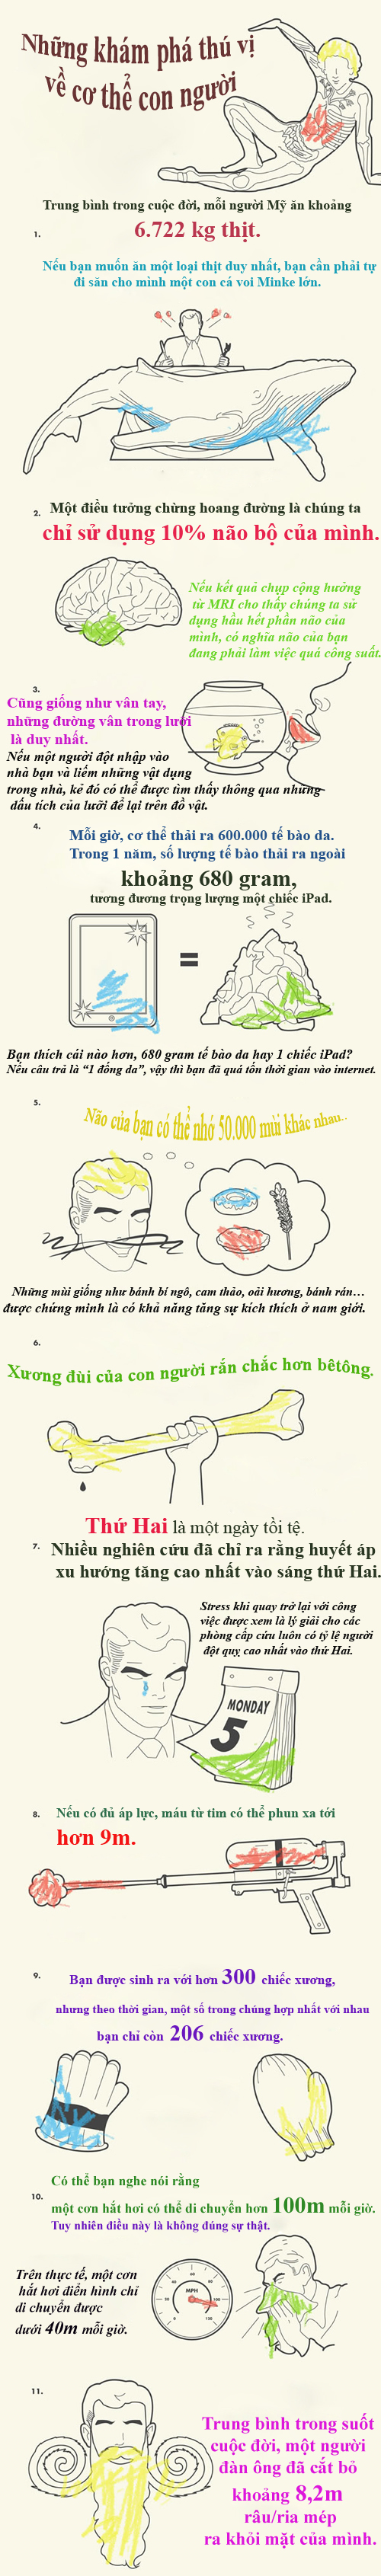 Những khám phá thú vị
về cơ thể con người
Trung bình trong cuộc đời, mỗi người Mỹ ăn khoảng
1.
6.722 kg thịt.
Nếu bạn muốn ăn một loại thịt duy nhất, bạn cần phải tự
đi săn cho mình một con cá voi Minke lớn.
2.
Một điều tưởng chừng hoang đường là chúng ta
chỉ sử dụng 10% não bộ của mình.
Nếu kết quả chụp cộng hưởng
từ MRI cho thấy chúng ta sử
dụng hầu hết phần não của
mình, có nghĩa não của bạn
đang phải làm việc quá công suất.
3.
Cũng giống như vân tay,
những đường vân trong lưỡi
là duy nhất.
Nếu một người đột nhập vào
nhà bạn và liếm những vật dụng
trong nhà, kẻ đó có thể được tìm thấy thông qua những
dấu tích của lưỡi để lại trên đồ vật.
4.
Mỗi giờ, cơ thể thải ra 600.000 tế bào da.
Trong 1 năm, số lượng tế bào thải ra ngoài
khoảng 680 gram,
tương đương trọng lượng một chiếc iPad.
=
Bạn thích cái nào hơn, 680 gram tế bào da hay 1 chiếc iPad?
Nếu câu trả là “1 đống da”, vậy thì bạn đã quá tốn thời gian vào internet.
5.
Não của bạn có thể nhớ 50.000 mùi khác nhau..
Những mùi giống như bánh bí ngô, cam thảo, oải hương, bánh rán…
được chứng minh là có khả năng tăng sự kích thích ở nam giới.
6.
Xương đùi của con người rắn chắc hơn bêtông.
Thứ Hai là một ngày tồi tệ.
7.
Nhiều nghiên cứu đã chỉ ra rằng huyết áp
xu hướng tăng cao nhất vào sáng thứ Hai.
Stress khi quay trở lại với công
việc được xem là lý giải cho các
phòng cấp cứu luôn có tỷ lệ người
đột quỵ cao nhất vào thứ Hai.
MONDAY
5
8.
Nếu có đủ áp lực, máu từ tim có thể phun xa tới
hơn 9m.
9.
Bạn được sinh ra với hơn 300 chiếc xương,
nhưng theo thời gian, một số trong chúng hợp nhất với nhau
bạn chỉ còn 206 chiếc xương.
Có thể bạn nghe nói rằng
10.
một cơn hắt hơi có thể di chuyển hơn 100m mỗi giờ.
Tuy nhiên điều này là không đúng sự thật.
Trên thực tế, một cơn
hắt hơi điển hình chỉ
di chuyển được
dưới 40m mỗi giờ.
MPH
11.
Trung bình trong suốt
cuộc đời, một người
đàn ông đã cắt bỏ
khoảng 8,2m
râu/ria mép
ra khỏi mặt của mình.